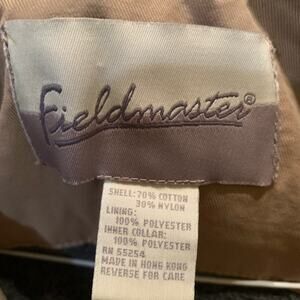 Fieldmaster®
SHELL: 70% COTTON
30% NYLON
LINING:
100% POLYESTER
INNER COLLAR:
100% POLYESTER
RN 55254
MADE IN HONG KONG
REVERSE FOR CARE